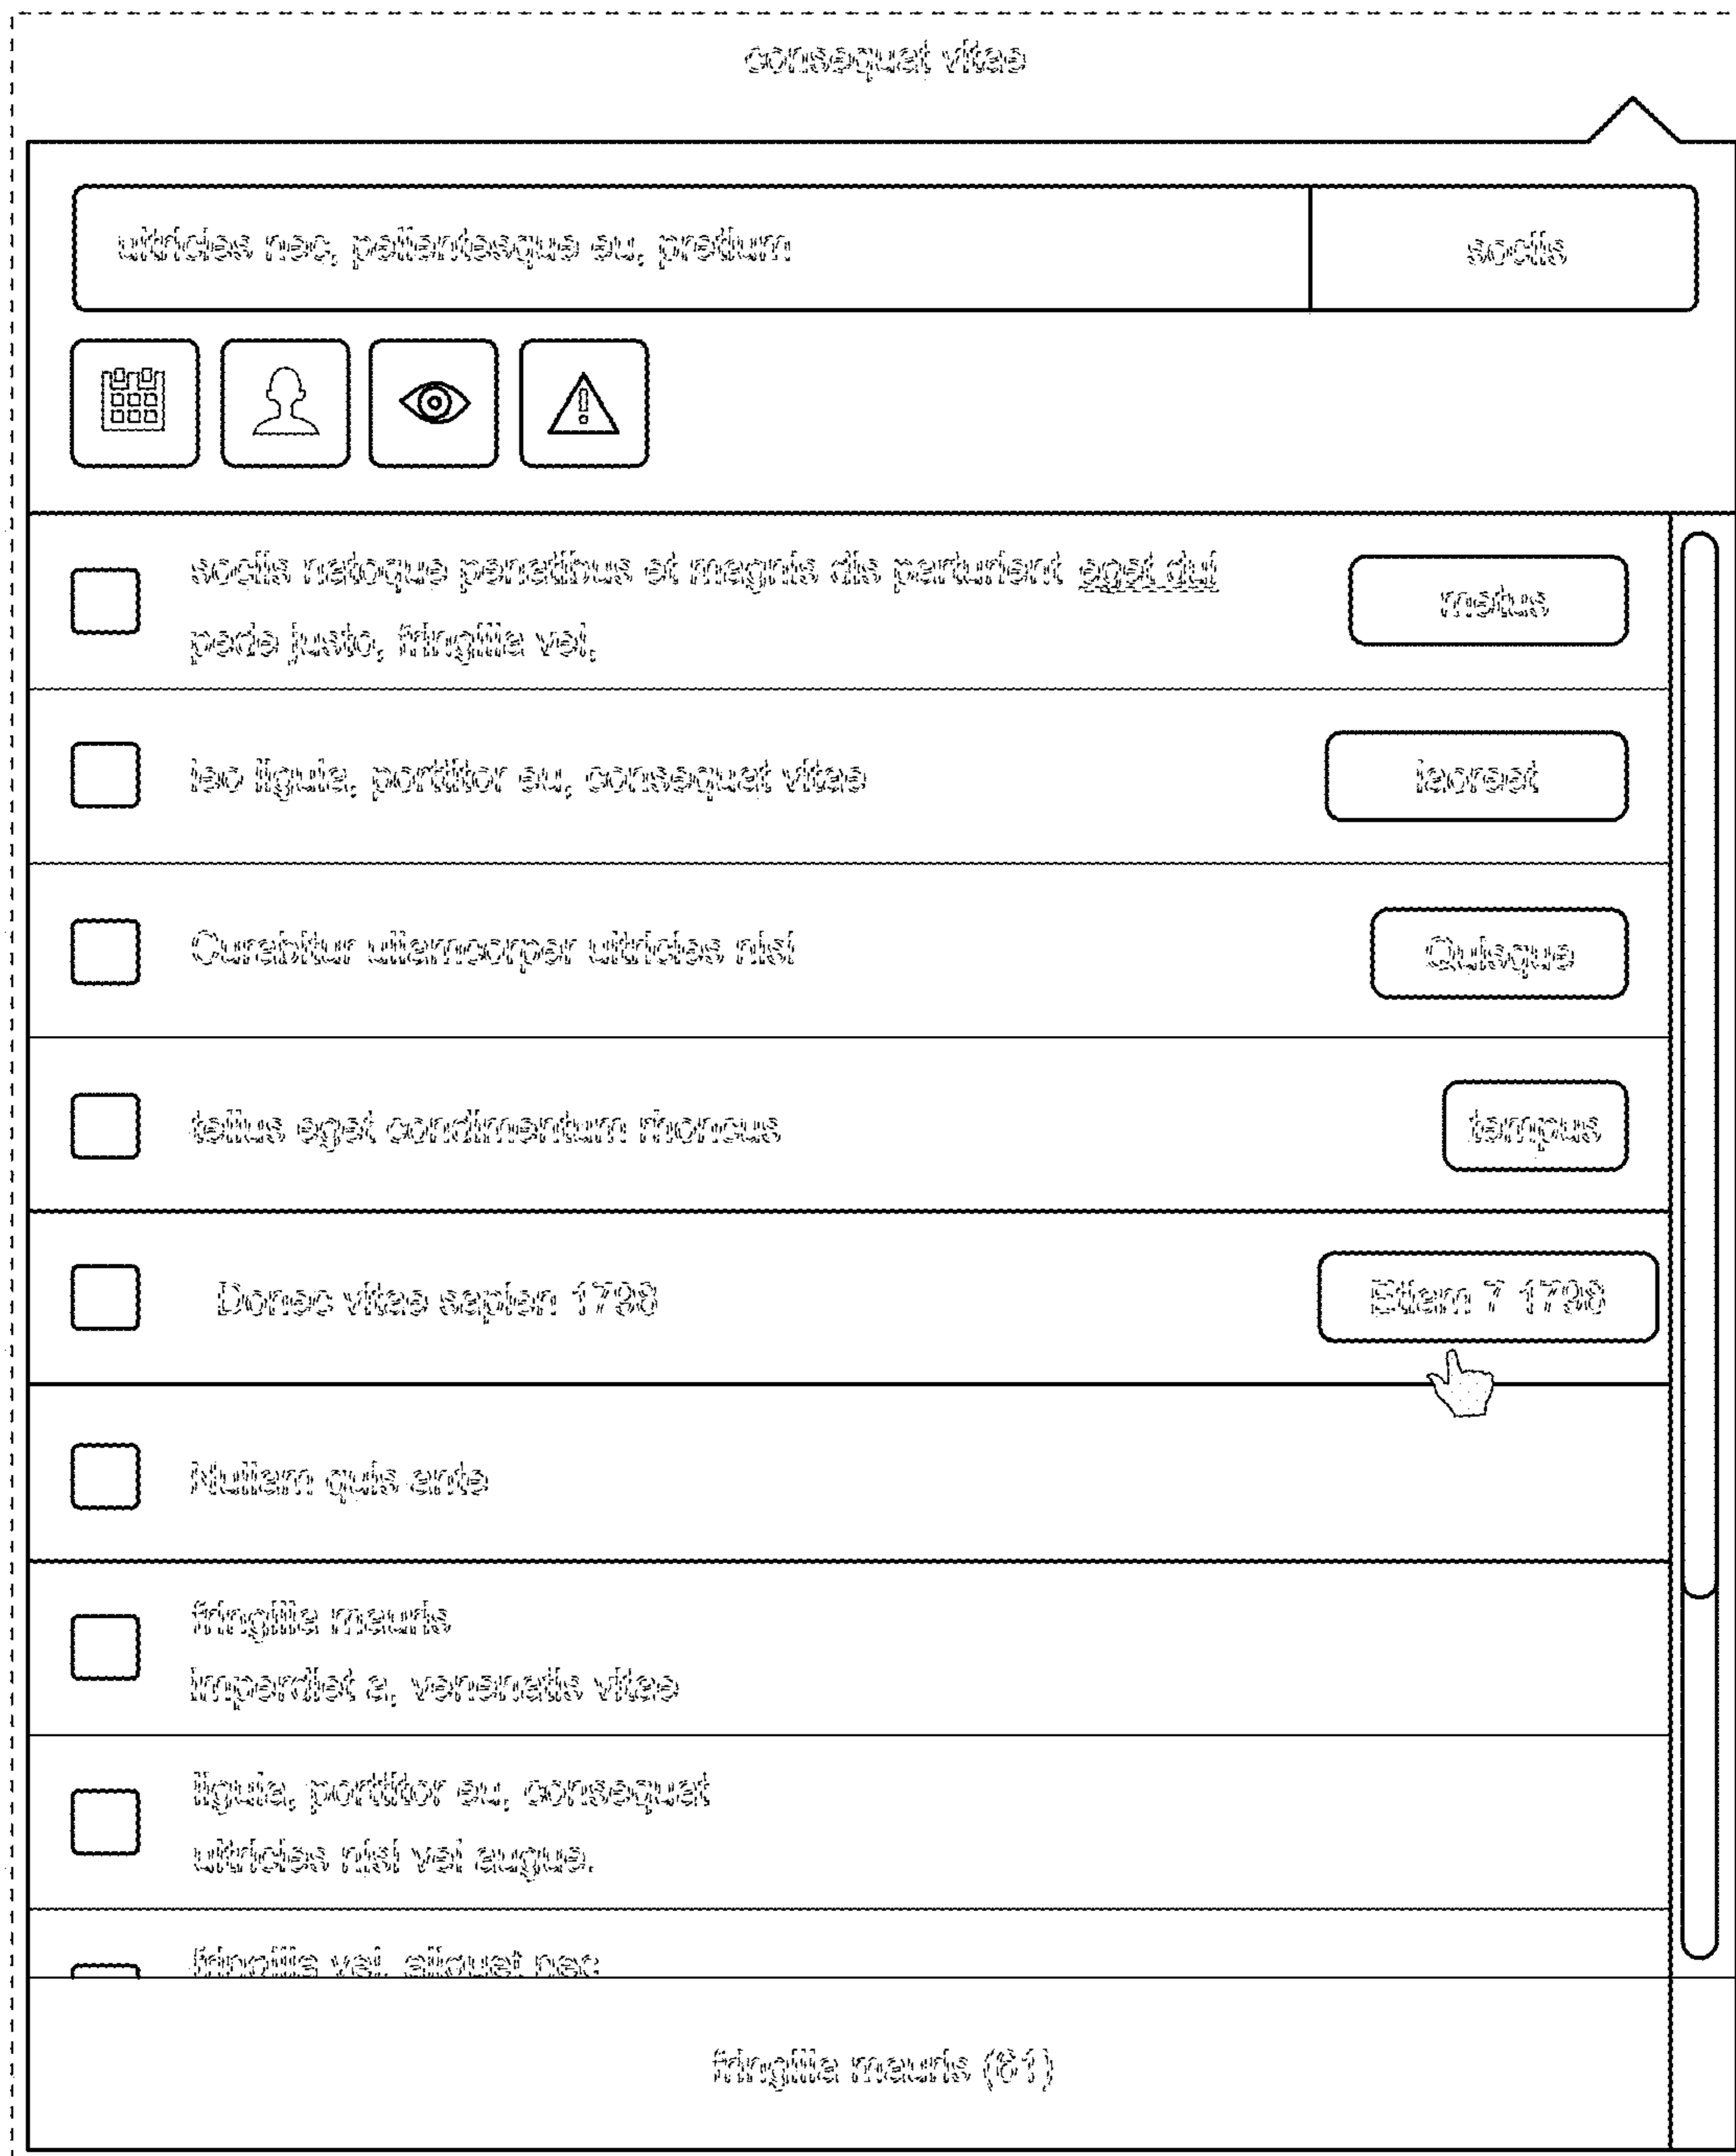 consequat vitae
ultricies nec, pellentesque eu, pretium
sociis
sociis natoque penatibus et magnis dis parturient eget dui
pede justo, fringilla vel,
metus
leo ligula, porttitor eu, consequat vitae
laoreet
Curabitur ullamcorper ultricies nisi
Quisque
tellus eget condimentum rhoncus
tempus
Donec vitae sapien 1798
Etiam 7 1798
Nullam quis ante
fringilla mauris
imperdiet a, venenatis vitae
ligula, porttitor eu, consequat
ultricies nisi vel augue.
fringilla vel, aliquet nec
fringilla mauris (61)